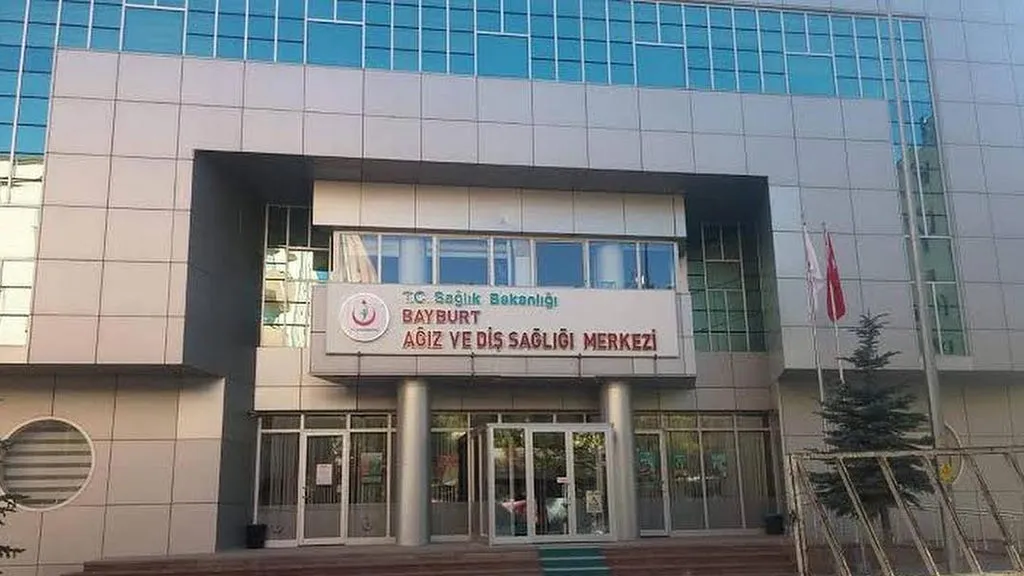 T.C. Sağlık Bakanlığı
BAYBURT
AĞIZ VE DİŞ SAĞLIĞI MERKEZİ